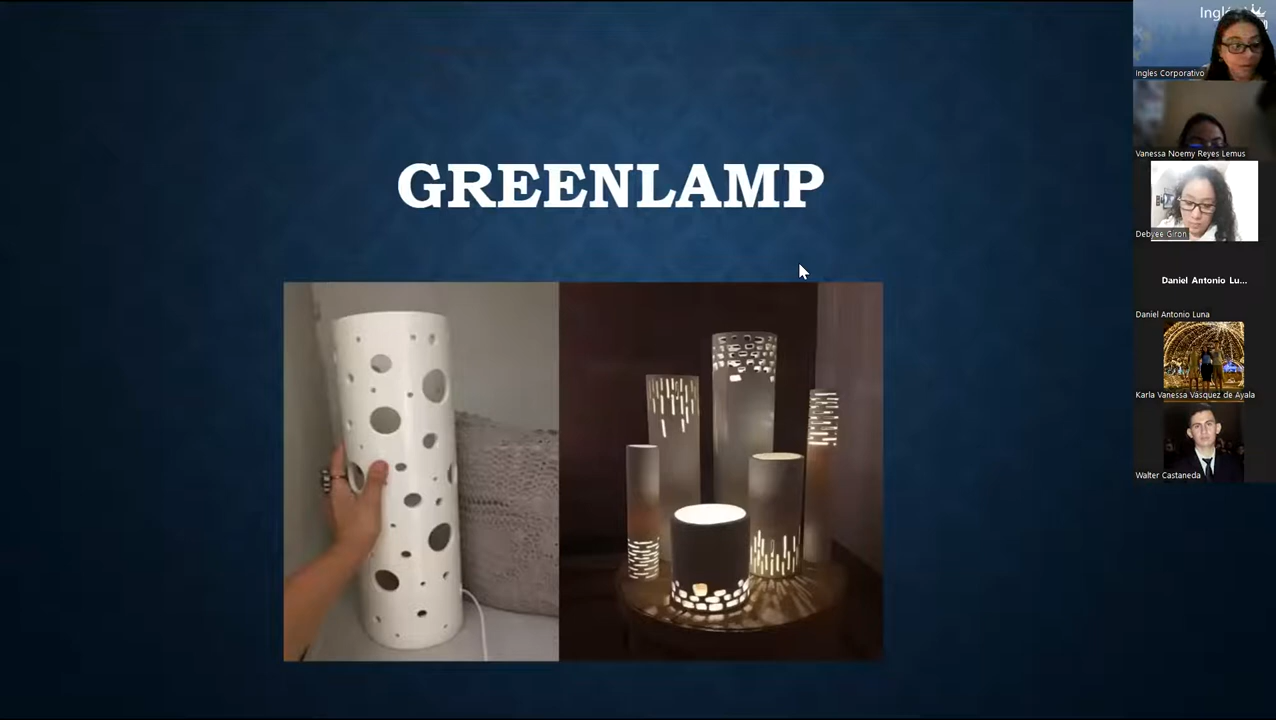 GREENLAMP
Inglés Corporativo
Vanessa Noemy Reyes Lemus
Debyee Giron
Daniel Antonio Lu...
Daniel Antonio Luna
Karla Vanessa Vásquez de Ayala
Walter Castaneda